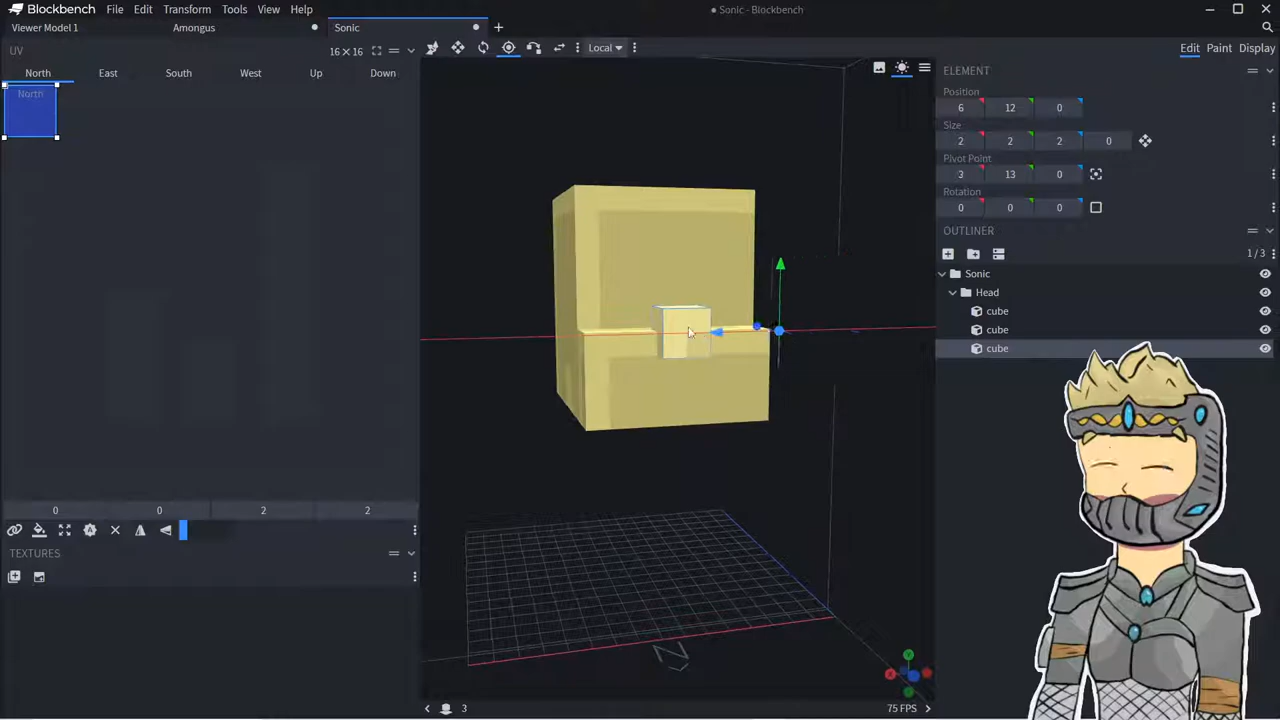 Blockbench File Edit Transform Tools View Help ● Sonic - Blockbench
Viewer Model 1 Amongus Sonic
UV 16×16 Local Edit Paint Display
North East South West Up Down
North
ELEMENT
Position
6 12 0
Size
2 2 2 0
Pivot Point
3 13 0
Rotation
0 0 0
OUTLINER
1 / 3
Sonic
Head
cube
cube
cube
0 0 2 2
TEXTURES
N
Y
3 75 FPS